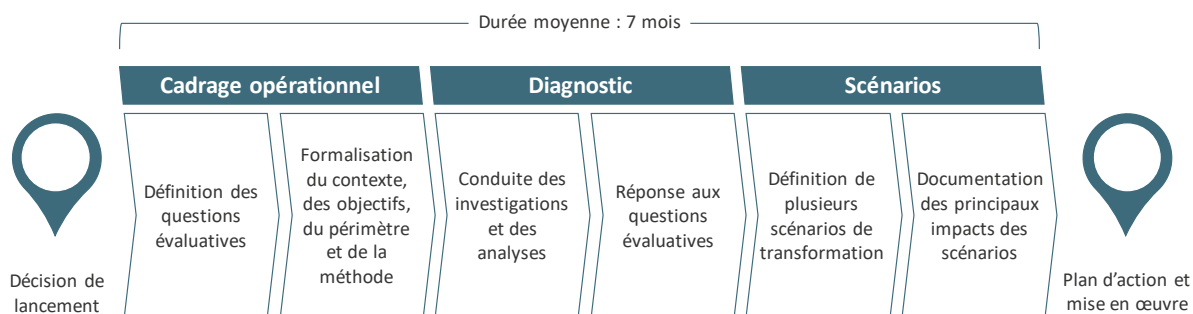 Durée moyenne : 7 mois
Cadrage opérationnel
Diagnostic
Scénarios
Décision de
lancement
Définition des
questions
évaluatives
Formalisation
du contexte,
des objectifs,
du périmètre
et de la
méthode
Conduite des
investigations
et des
analyses
Réponse aux
questions
évaluatives
Définition de
plusieurs
scénarios de
transformation
Documentation
des principaux
impacts des
scénarios
Plan d’action et
mise en œuvre